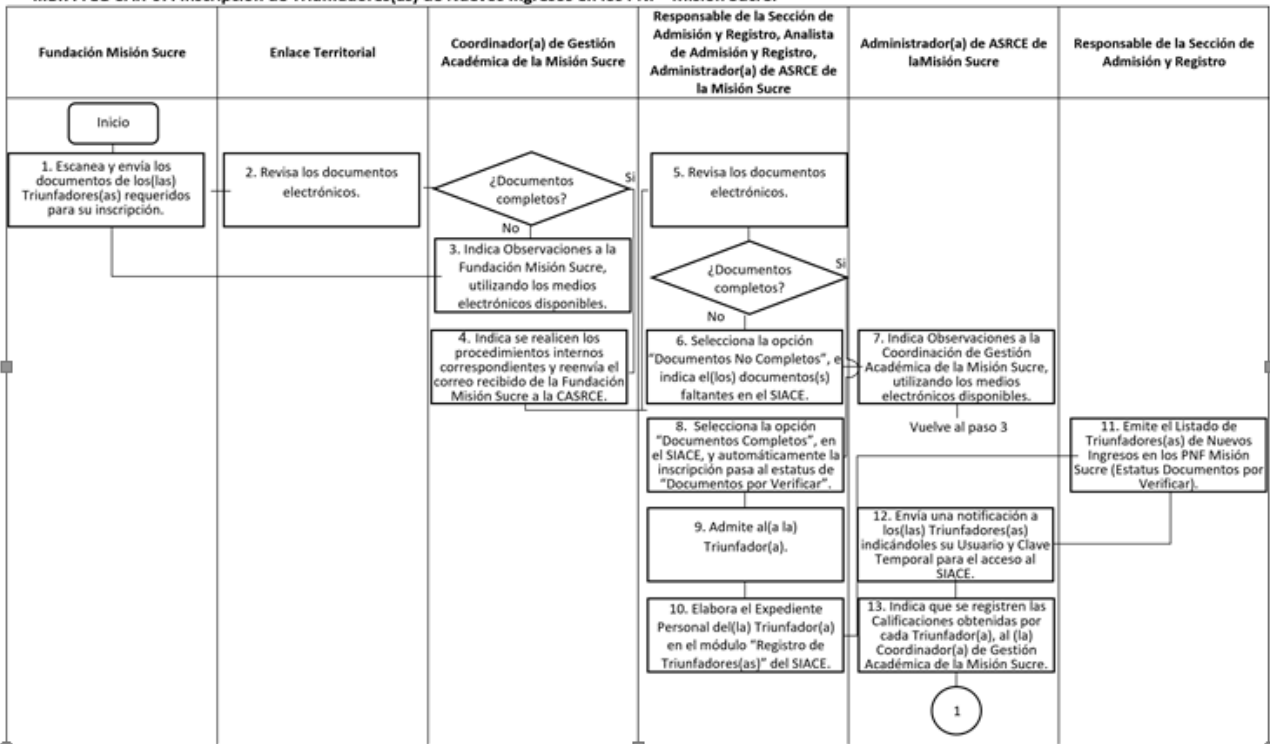 Inscripción de Triunfadores(as) de Nuevos Ingresos en los PNF - Misión Sucre.
Fundación Misión Sucre
Enlace Territorial
Coordinador(a) de Gestión
Académica de la Misión Sucre
Responsable de la Sección de
Admisión y Registro, Analista
de Admisión y Registro,
Administrador(a) de ASRCE de
la Misión Sucre
Administrador(a) de ASRCE de
laMisión Sucre
Responsable de la Sección de
Admisión y Registro
Inicio
1. Escanea y envía los
documentos de los(las)
Triunfadores(as) requeridos
para su inscripción.
2. Revisa los documentos
electrónicos.
¿Documentos
completos?
Si
No
3. Indica Observaciones a la
Fundación Misión Sucre,
utilizando los medios
electrónicos disponibles.
4. Indica se realicen los
procedimientos internos
correspondientes y reenvía el
correo recibido de la Fundación
Misión Sucre a la CASRCE.
5. Revisa los documentos
electrónicos.
¿Documentos
completos?
Si
No
6. Selecciona la opción
"Documentos No Completos", e
indica el(los) documentos(s)
faltantes en el SIACE.
7. Indica Observaciones a la
Coordinación de Gestión
Académica de la Misión Sucre,
utilizando los medios
electrónicos disponibles.
Vuelve al paso 3
8. Selecciona la opción
"Documentos Completos", en
el SIACE, y automáticamente la
inscripción pasa al estatus de
"Documentos por Verificar".
9. Admite al(a la)
Triunfador(a).
10. Elabora el Expediente
Personal del(la) Triunfador(a)
en el módulo "Registro de
Triunfadores(as)" del SIACE.
11. Emite el Listado de
Triunfadores(as) de Nuevos
Ingresos en los PNF Misión
Sucre (Estatus Documentos por
Verificar).
12. Envía una notificación a
los(las) Triunfadores(as)
indicándoles su Usuario y Clave
Temporal para el acceso al
SIACE.
13. Indica que se registren las
Calificaciones obtenidas por
cada Triunfador(a), al (la)
Coordinador(a) de Gestión
Académica de la Misión Sucre.
1